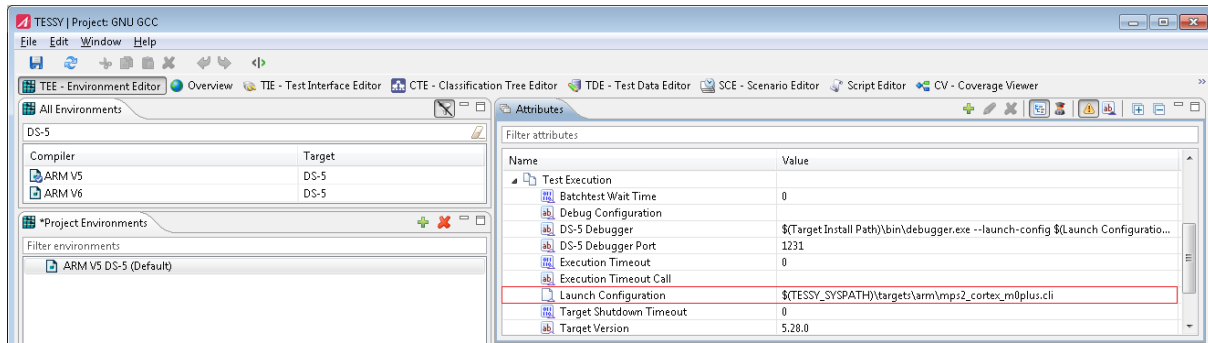 TESSY | Project: GNU GCC
File Edit Window Help
TEE - Environment Editor Overview TIE - Test Interface Editor CTE - Classification Tree Editor TDE - Test Data Editor SCE - Scenario Editor Script Editor CV - Coverage Viewer »
All Environments
DS-5
Compiler Target
ARM V5 DS-5
ARM V6 DS-5
*Project Environments
Filter environments
ARM V5 DS-5 (Default)
Attributes
Filter attributes
Name Value
Test Execution
Batchtest Wait Time 0
Debug Configuration
DS-5 Debugger $(Target Install Path)\bin\debugger.exe --launch-config $(Launch Configuratio...
DS-5 Debugger Port 1231
Execution Timeout 0
Execution Timeout Call
Launch Configuration $(TESSY_SYSPATH)\targets\arm\mps2_cortex_m0plus.cli
Target Shutdown Timeout 0
Target Version 5.28.0